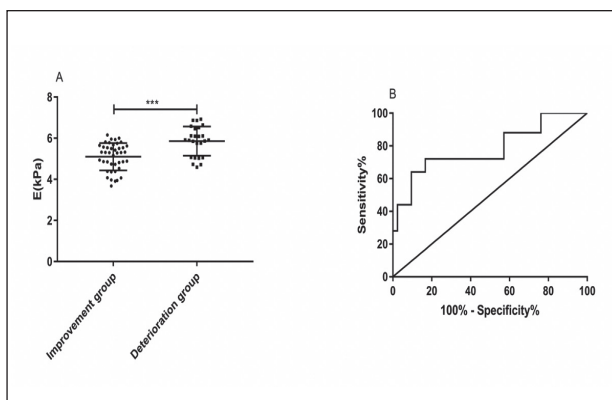 A
***
8
6
4
2
0
E(kPa)
Improvement group
Deterioration group
B
100
80
60
40
20
0
Sensitivity%
0 20 40 60 80 100
100% - Specificity%